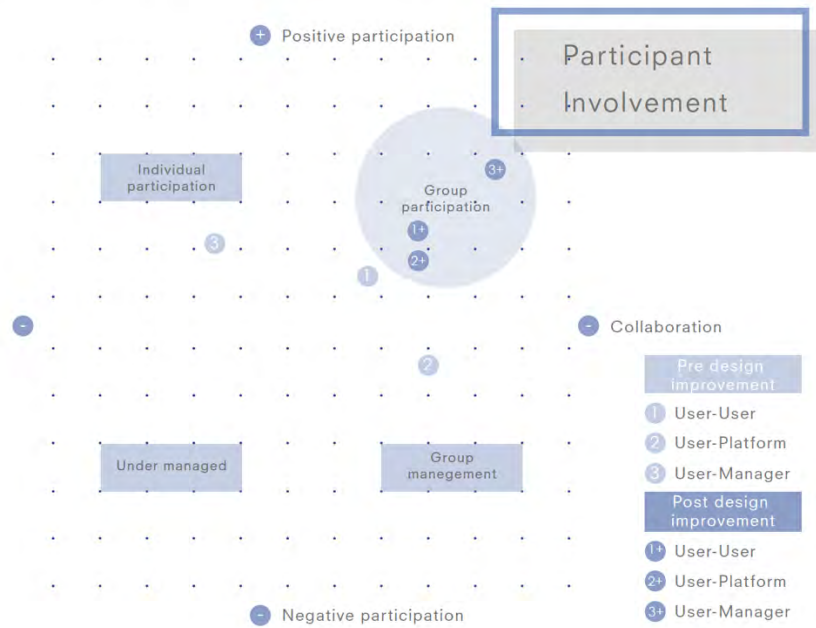 + Positive participation
Participant
Involvement
Individual
participation
3+
Group
participation
1+
2+
3
1
- - Collaboration
2
Pre design
improvement
1 User-User
2 User-Platform
3 User-Manager
Under managed
Group
manegement
Post design
improvement
1+ User-User
2+ User-Platform
3+ User-Manager
- Negative participation